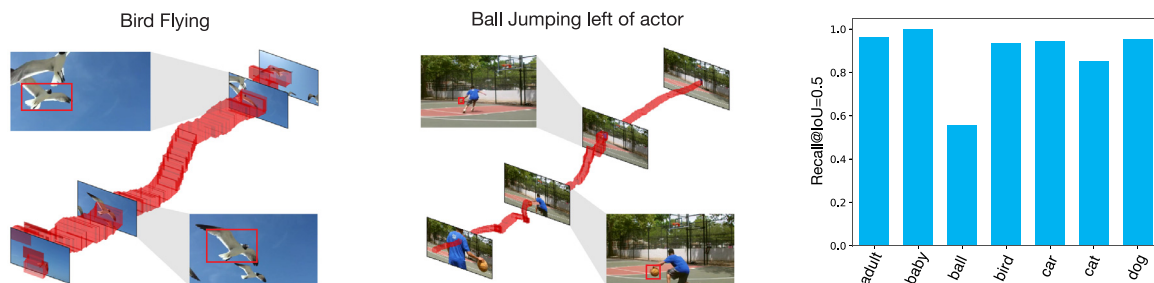 Bird Flying
Ball Jumping left of actor
Recall@IoU=0.5
1.0
0.8
0.6
0.4
0.2
0.0
adult
baby
ball
bird
car
cat
dog